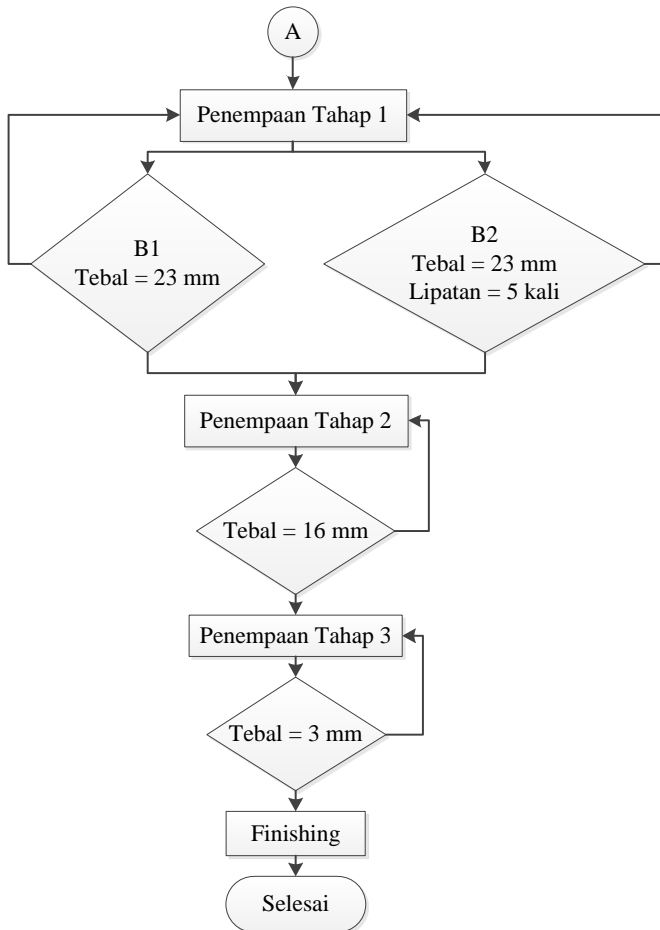 A
Penempaan Tahap 1
B1
Tebal = 23 mm
B2
Tebal = 23 mm
Lipatan = 5 kali
Penempaan Tahap 2
Tebal = 16 mm
Penempaan Tahap 3
Tebal = 3 mm
Finishing
Selesai